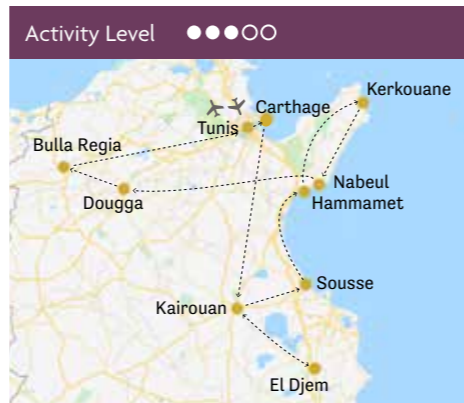 Activity Level
Kerkouane
Carthage
Tunis
Bulla Regia
Nabeul
Dougga
Hammamet
Sousse
Kairouan
El Djem